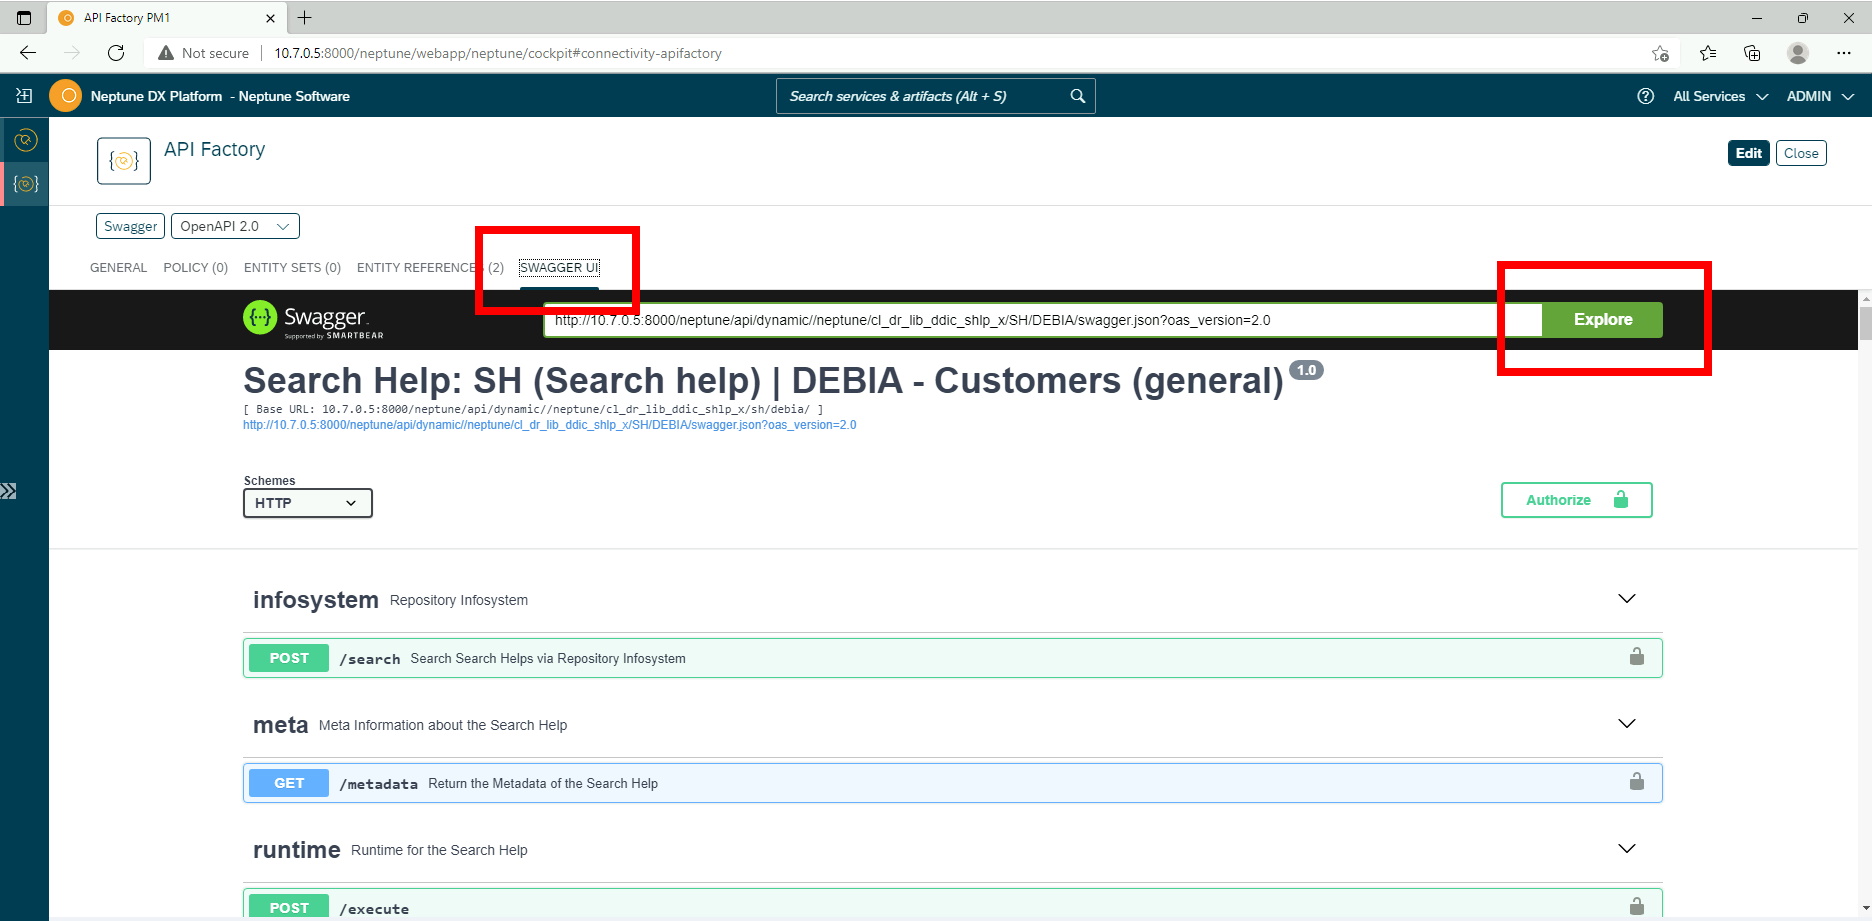 API Factory PM1
Not secure
10.7.0.5:8000/neptune/webapp/neptune/cockpit#connectivity-apifactory
Neptune DX Platform - Neptune Software
Search services & artifacts (Alt + S)
All Services
ADMIN
API Factory
Edit
Close
Swagger
OpenAPI 2.0
GENERAL
POLICY (0)
ENTITY SETS (0)
ENTITY REFERENCES (2)
SWAGGER UI
Swagger
Supported by SMARTBEAR
http://10.7.0.5:8000/neptune/api/dynamic//neptune/cl_dr_lib_ddic_shlp_x/SH/DEBIA/swagger.json?oas_version=2.0
Explore
Search Help: SH (Search help) | DEBIA - Customers (general) 1.0
[ Base URL: 10.7.0.5:8000/neptune/api/dynamic//neptune/cl_dr_lib_ddic_shlp_x/sh/debia/ ]
http://10.7.0.5:8000/neptune/api/dynamic//neptune/cl_dr_lib_ddic_shlp_x/SH/DEBIA/swagger.json?oas_version=2.0
Schemes
HTTP
Authorize
infosystem Repository Infosystem
POST /search Search Search Helps via Repository Infosystem
meta Meta Information about the Search Help
GET /metadata Return the Metadata of the Search Help
runtime Runtime for the Search Help
POST /execute